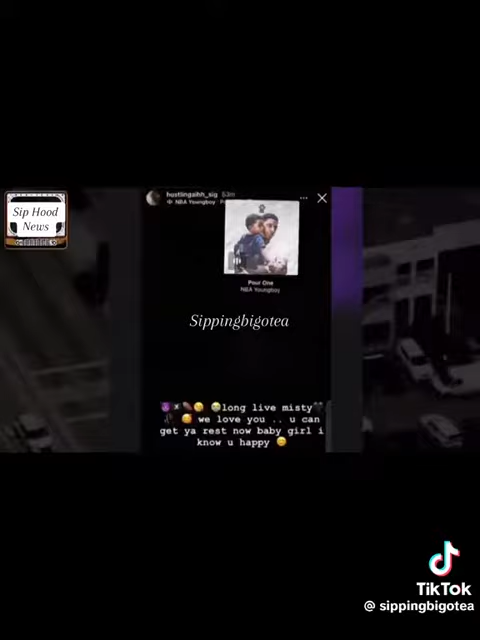 Sip Hood
News
53m
NBA Youngboy
Pour One
NBA Youngboy
Sippingbigotea
long live misty
we love you .. u can
get ya rest now baby girl i
know u happy
TikTok
@ sippingbigotea